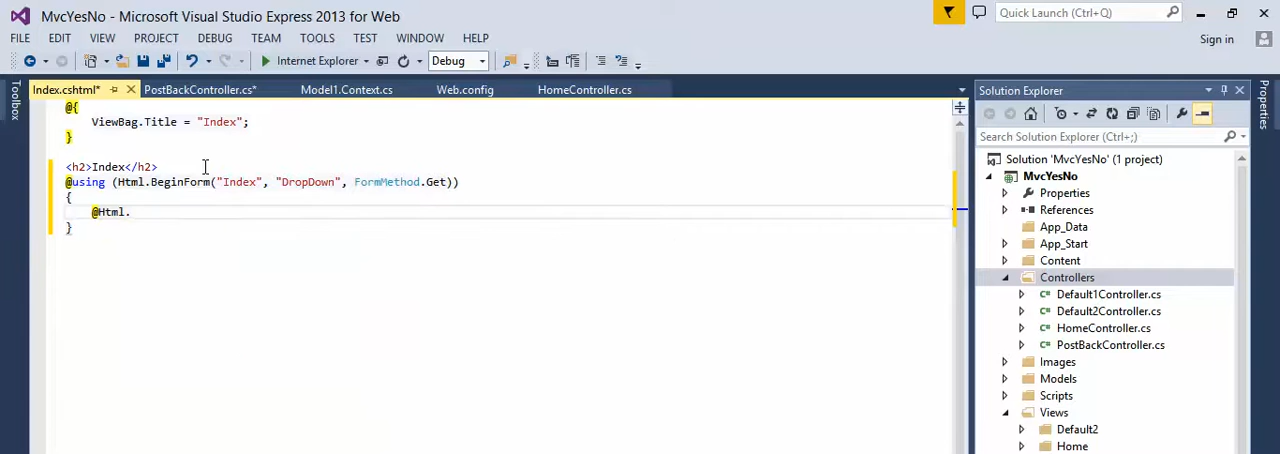 MvcYesNo - Microsoft Visual Studio Express 2013 for Web
Quick Launch (Ctrl+Q)
FILE EDIT VIEW PROJECT DEBUG TEAM TOOLS TEST WINDOW HELP
Sign in
Internet Explorer Debug
Toolbox
Index.cshtml* PostBackController.cs* Model1.Context.cs Web.config HomeController.cs
@{
ViewBag.Title = "Index";
}
<h2>Index</h2>
@using (Html.BeginForm("Index", "DropDown", FormMethod.Get))
{
@Html.
}
Solution Explorer
Search Solution Explorer (Ctrl+;)
Solution 'MvcYesNo' (1 project)
MvcYesNo
Properties
References
App_Data
App_Start
Content
Controllers
Default1Controller.cs
Default2Controller.cs
HomeController.cs
PostBackController.cs
Images
Models
Scripts
Views
Default2
Home
Properties